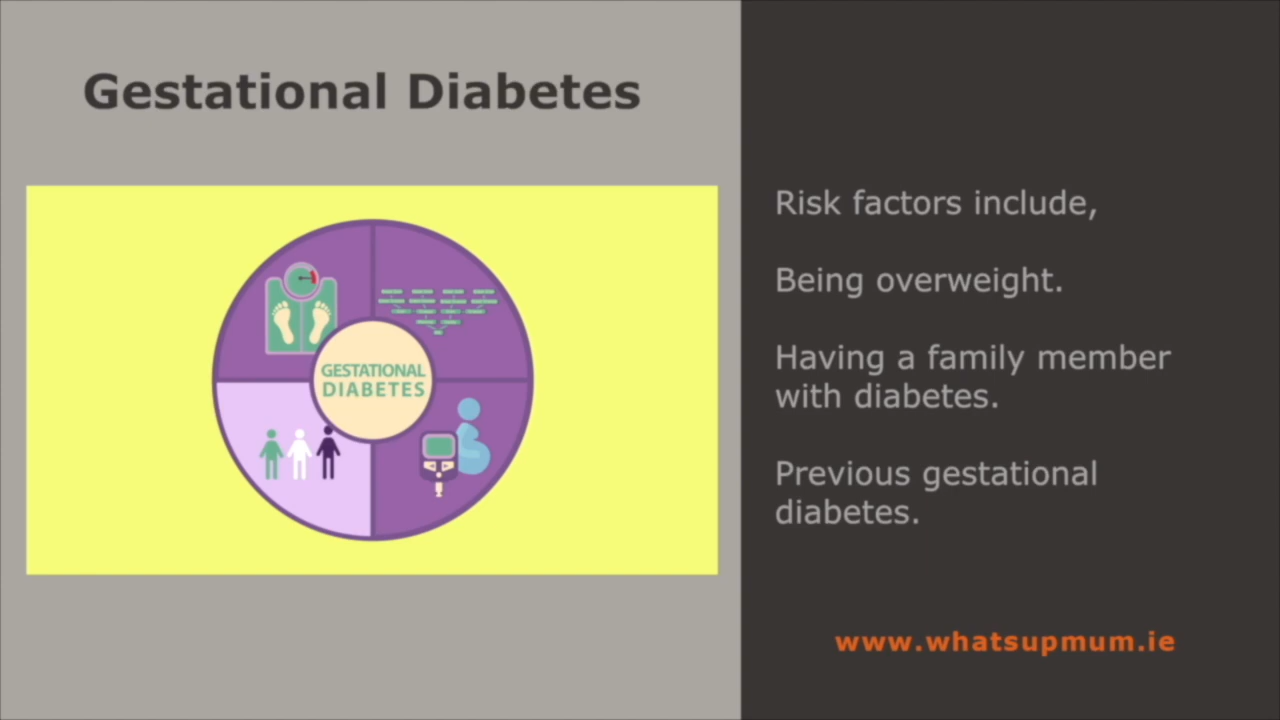 Gestational Diabetes
GESTATIONAL
DIABETES
Risk factors include,
Being overweight.
Having a family member
with diabetes.
Previous gestational
diabetes.
www.whatsupmum.ie